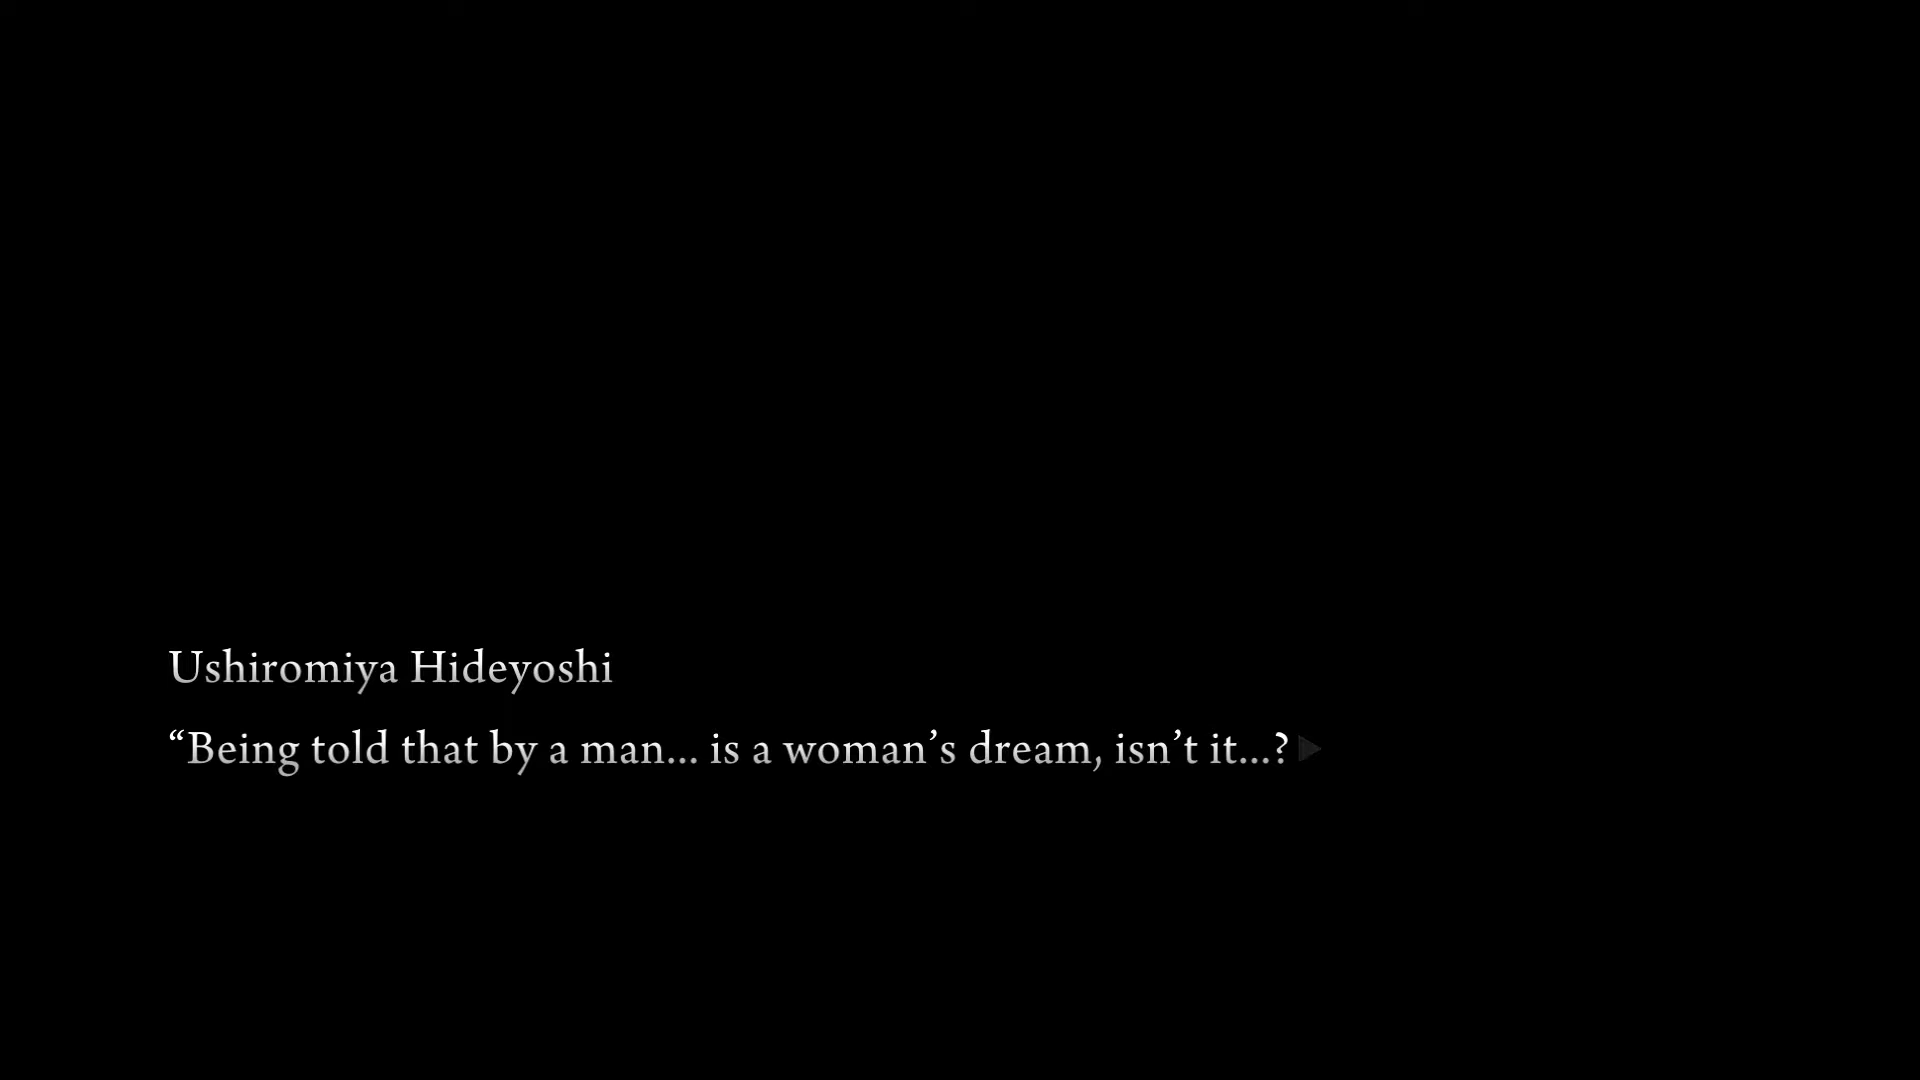 Ushiromiya Hideyoshi
“Being told that by a man... is a woman’s dream, isn’t it...?